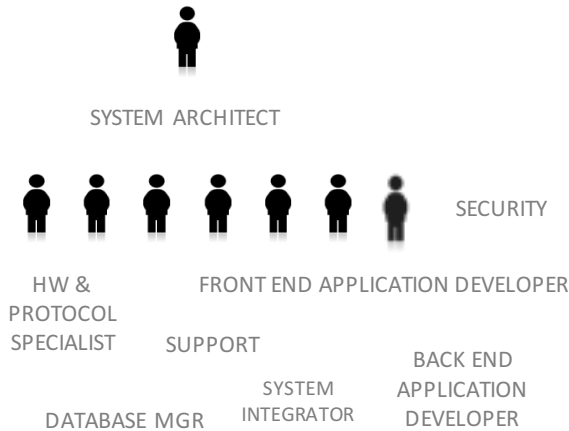 SYSTEM ARCHITECT
SECURITY
HW &
PROTOCOL
SPECIALIST
FRONT END APPLICATION DEVELOPER
SUPPORT
BACK END
APPLICATION
DEVELOPER
SYSTEM
INTEGRATOR
DATABASE MGR